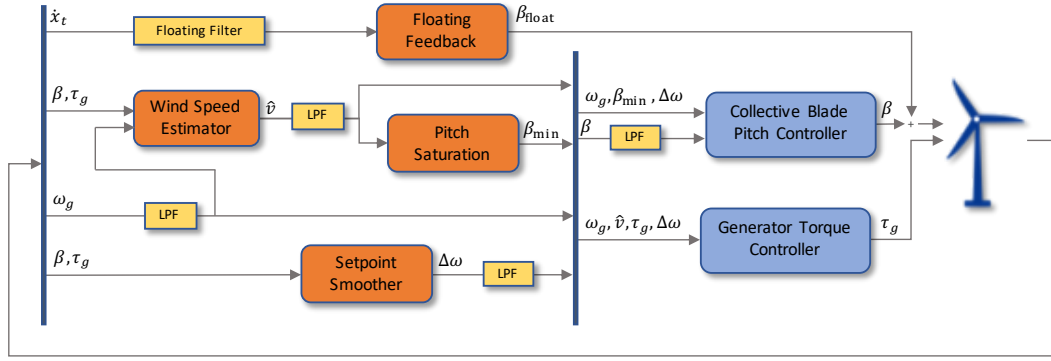 ẋ_t
Floating Filter
Floating
Feedback
β_float
β, τ_g
Wind Speed
Estimator
v̂
LPF
Pitch
Saturation
β_min
ω_g, β_min , Δω
β
LPF
Collective Blade
Pitch Controller
β
+
ω_g
LPF
ω_g, v̂, τ_g, Δω
Generator Torque
Controller
τ_g
β, τ_g
Setpoint
Smoother
Δω
LPF